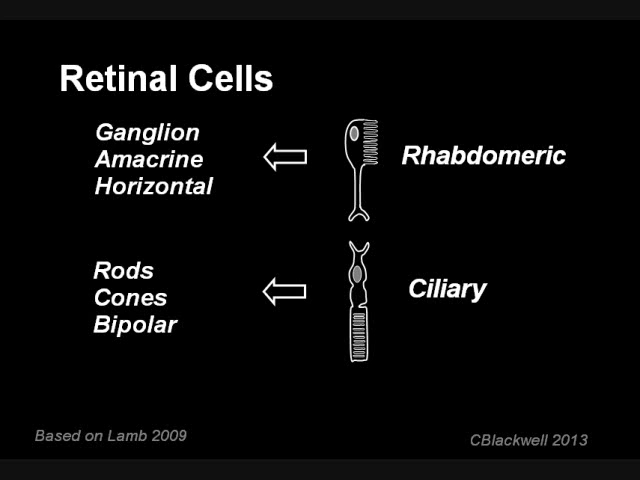 Retinal Cells
Ganglion
Amacrine
Horizontal
Rhabdomeric
Rods
Cones
Bipolar
Ciliary
Based on Lamb 2009
CBlackwell 2013